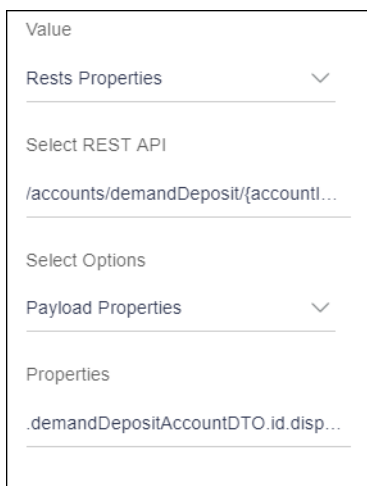 Value
Rests Properties
Select REST API
/accounts/demandDeposit/{accountI...
Select Options
Payload Properties
Properties
.demandDepositAccountDTO.id.disp...